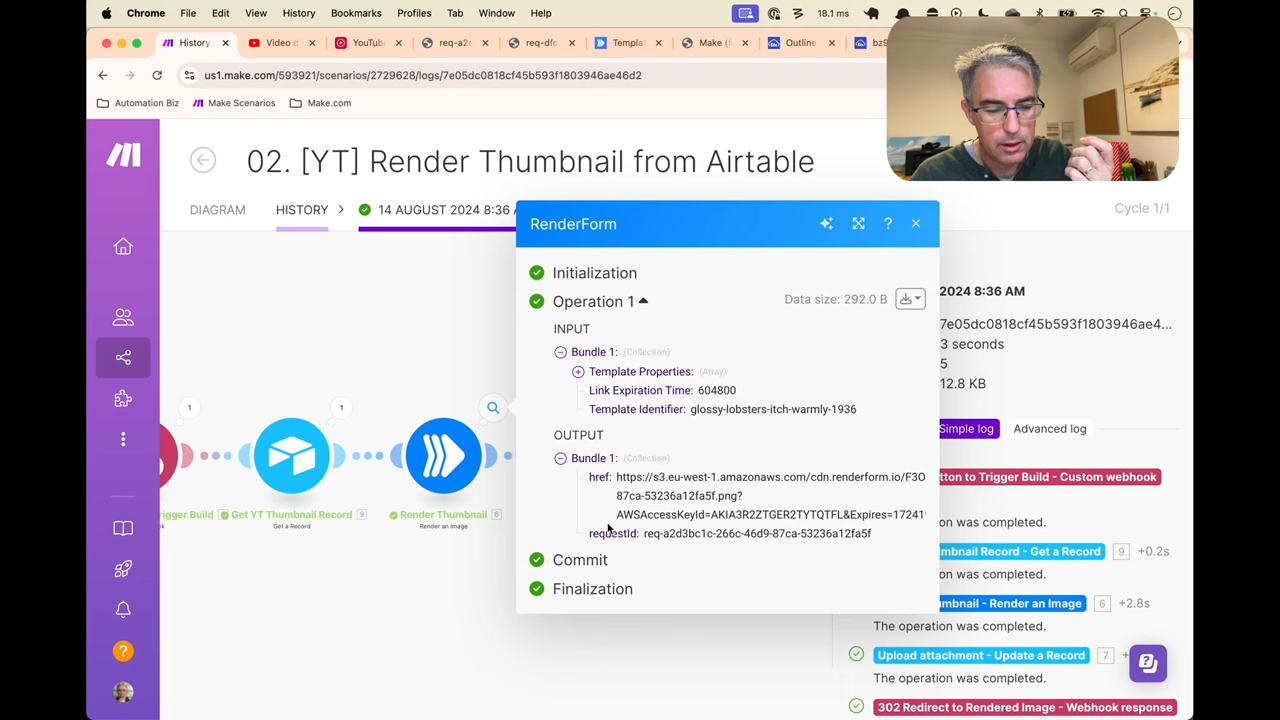 Chrome File Edit View History Bookmarks Profiles Tab Window Help 18.1 ms
History Video d YouTub req-a2c req-dfc Templat Make (f Outline bz9
us1.make.com/593921/scenarios/2729628/logs/7e05dc0818cf45b593f1803946ae46d2
Automation Biz Make Scenarios Make.com
02. [YT] Render Thumbnail from Airtable
DIAGRAM HISTORY 14 AUGUST 2024 8:36 Cycle 1/1
RenderForm
Initialization
Operation 1 Data size: 292.0 B
INPUT
Bundle 1: (Collection)
Template Properties: (Array)
Link Expiration Time: 604800
Template Identifier: glossy-lobsters-itch-warmly-1936
OUTPUT
Bundle 1: (Collection)
href: https://s3.eu-west-1.amazonaws.com/cdn.renderform.io/F3O
87ca-53236a12fa5f.png?
AWSAccessKeyId=AKIA3R2ZTGER2TYTQTFL&Expires=17241
requestId: req-a2d3bc1c-266c-46d9-87ca-53236a12fa5f
Commit
Finalization
1
1
rigger Build
Get YT Thumbnail Record 9
Get a Record
Render Thumbnail 6
Render an Image
2024 8:36 AM
7e05dc0818cf45b593f1803946ae4...
3 seconds
5
12.8 KB
Simple log Advanced log
tton to Trigger Build - Custom webhook
on was completed.
mbnail Record - Get a Record 9 +0.2s
on was completed.
mbnail - Render an Image 6 +2.8s
The operation was completed.
Upload attachment - Update a Record 7 +
The operation was completed.
302 Redirect to Rendered Image - Webhook response